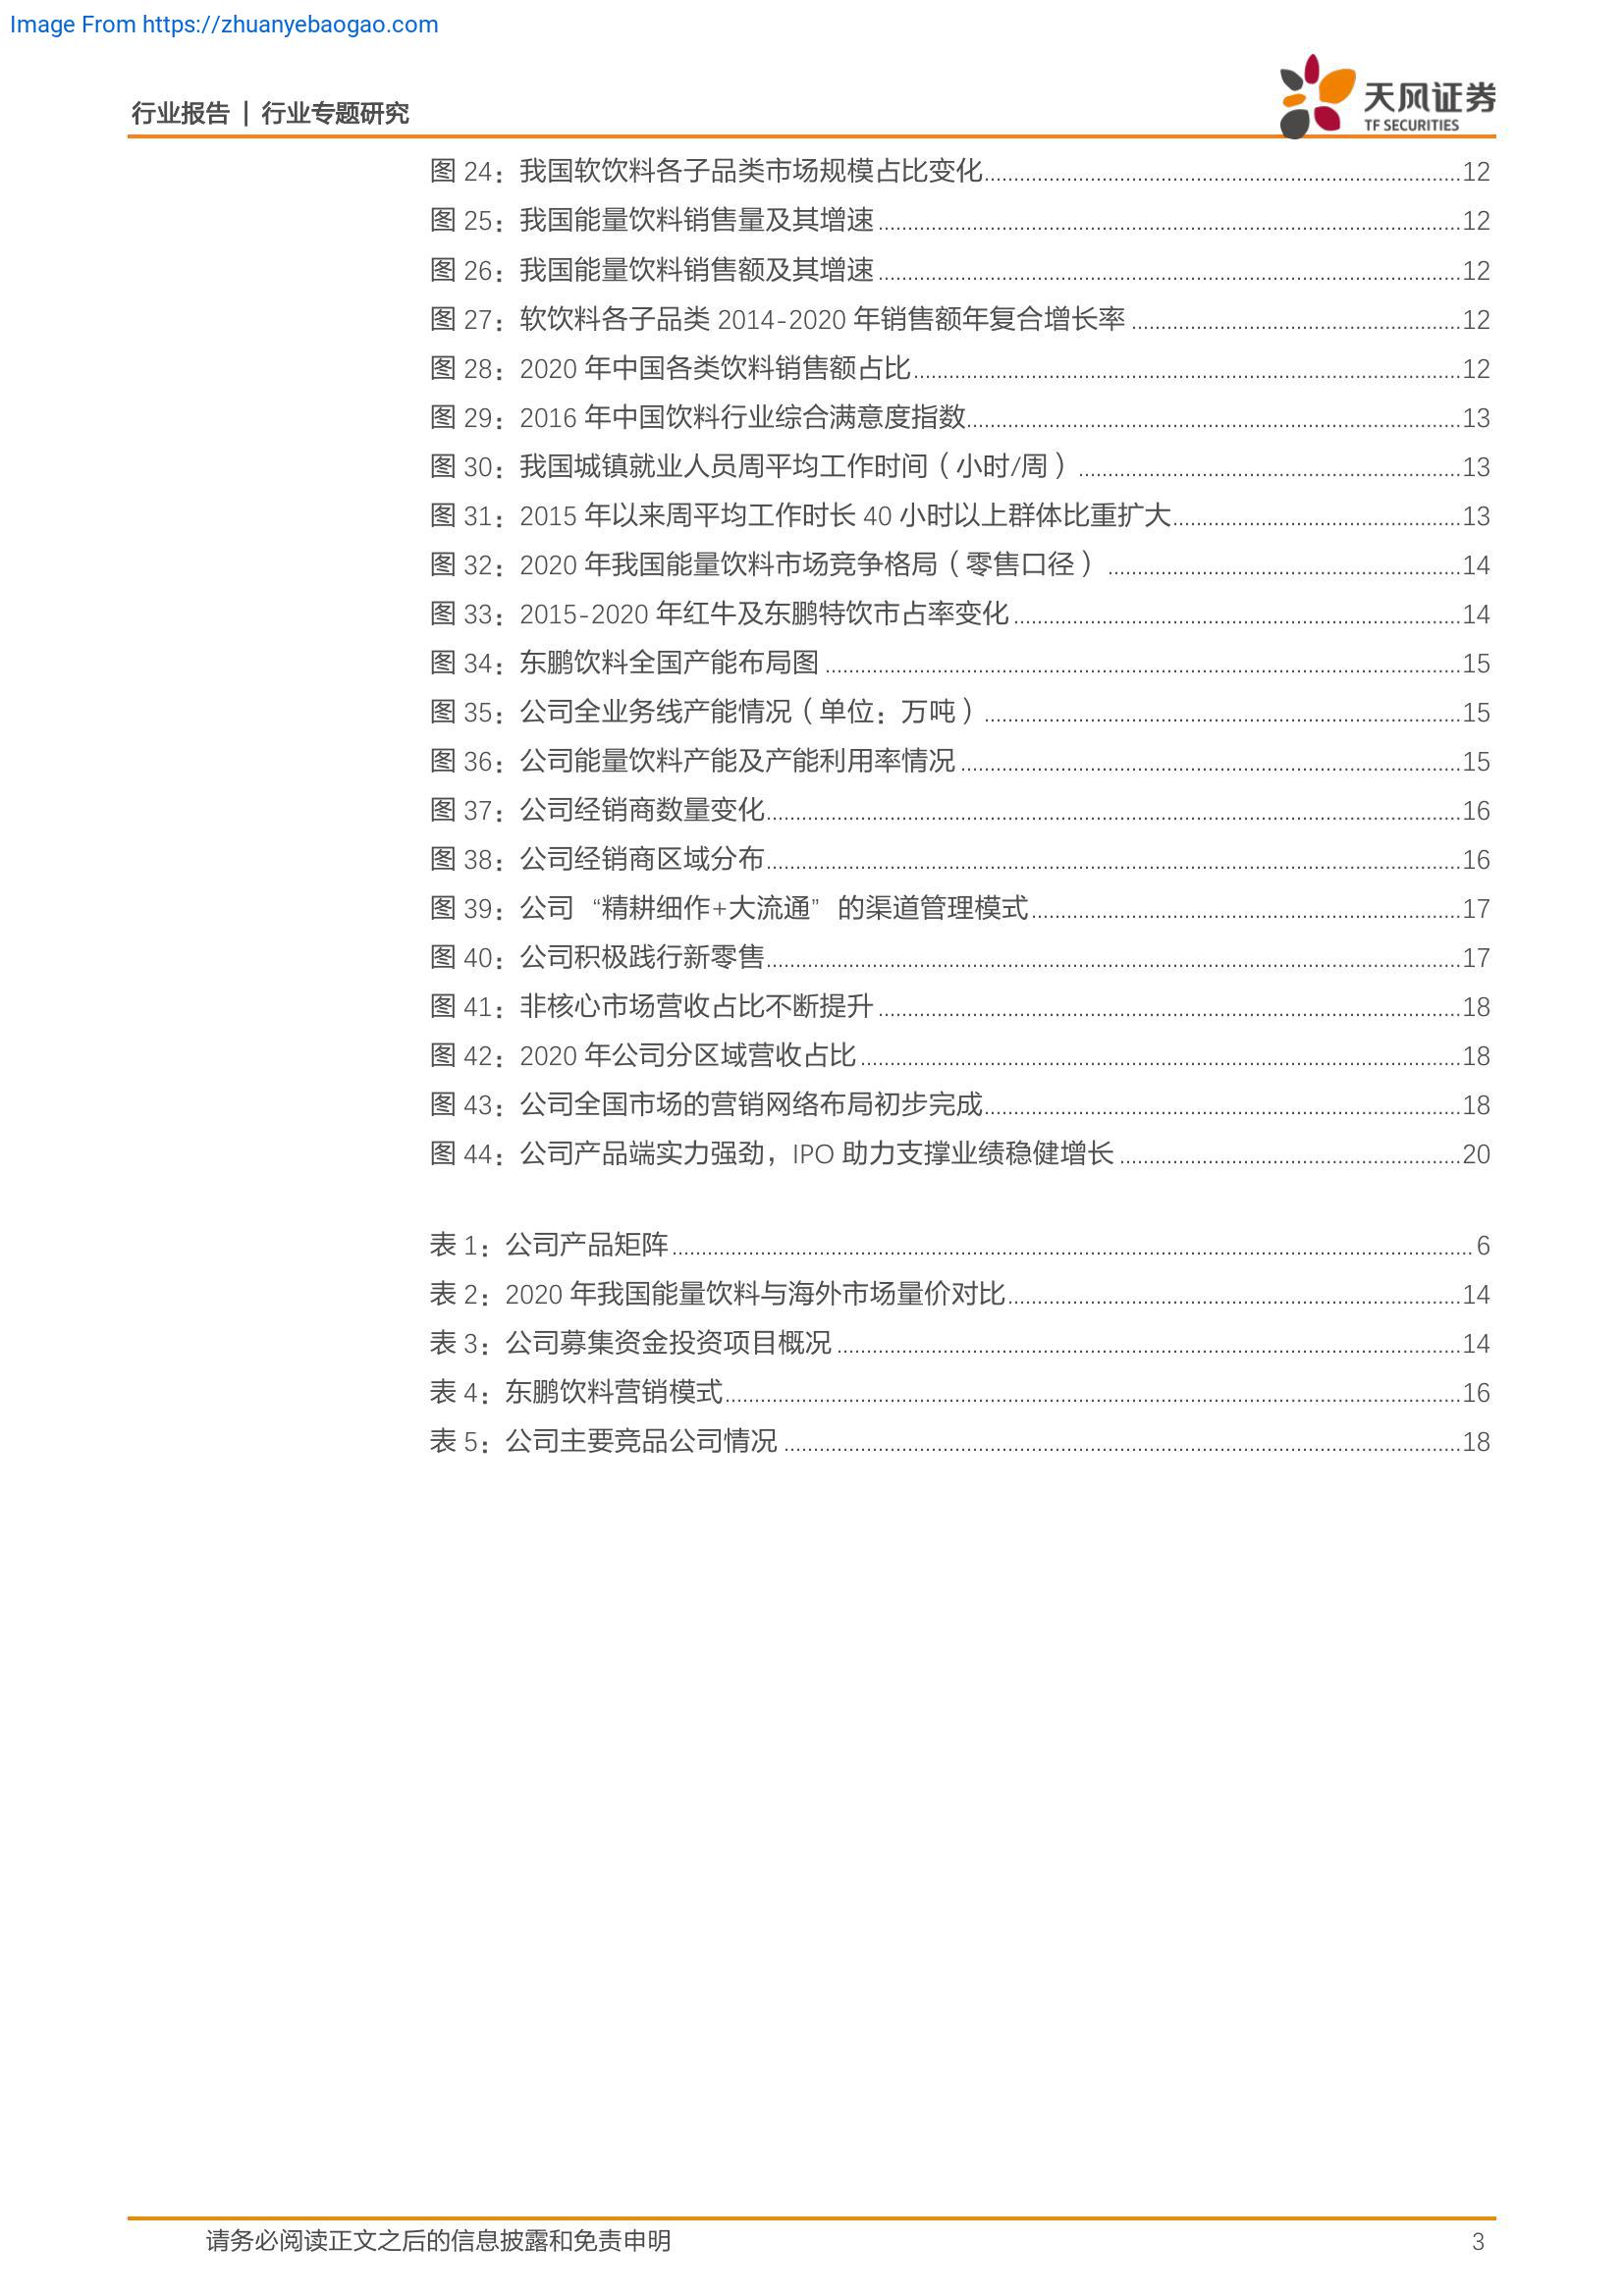 Image From https://zhuanyebaogao.com
行业报告 | 行业专题研究
天风证券
TF SECURITIES
图 24：我国软饮料各子品类市场规模占比变化 12
图 25：我国能量饮料销售量及其增速 12
图 26：我国能量饮料销售额及其增速 12
图 27：软饮料各子品类 2014-2020 年销售额年复合增长率 12
图 28：2020 年中国各类饮料销售额占比 12
图 29：2016 年中国饮料行业综合满意度指数 13
图 30：我国城镇就业人员周平均工作时间（小时/周） 13
图 31：2015 年以来周平均工作时长 40 小时以上群体比重扩大 13
图 32：2020 年我国能量饮料市场竞争格局（零售口径） 14
图 33：2015-2020 年红牛及东鹏特饮市占率变化 14
图 34：东鹏饮料全国产能布局图 15
图 35：公司全业务线产能情况（单位：万吨） 15
图 36：公司能量饮料产能及产能利用率情况 15
图 37：公司经销商数量变化 16
图 38：公司经销商区域分布 16
图 39：公司“精耕细作+大流通”的渠道管理模式 17
图 40：公司积极践行新零售 17
图 41：非核心市场营收占比不断提升 18
图 42：2020 年公司分区域营收占比 18
图 43：公司全国市场的营销网络布局初步完成 18
图 44：公司产品端实力强劲，IPO 助力支撑业绩稳健增长 20
表 1：公司产品矩阵 6
表 2：2020 年我国能量饮料与海外市场量价对比 14
表 3：公司募集资金投资项目概况 14
表 4：东鹏饮料营销模式 16
表 5：公司主要竞品公司情况 18
请务必阅读正文之后的信息披露和免责申明 3